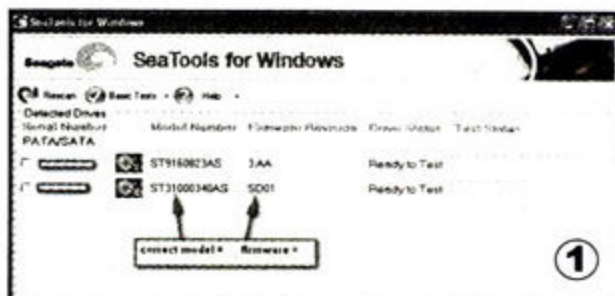 SeaTools for Windows
Seagate SeaTools for Windows
Rescan Basic Tests Help
Detected Drives
Serial Number Model Number Firmware Revision Drive Status Test Status
PATA/SATA
ST9160823AS 3.AA Ready to Test
ST31000340AS SD01 Ready to Test
correct model # firmware #
1